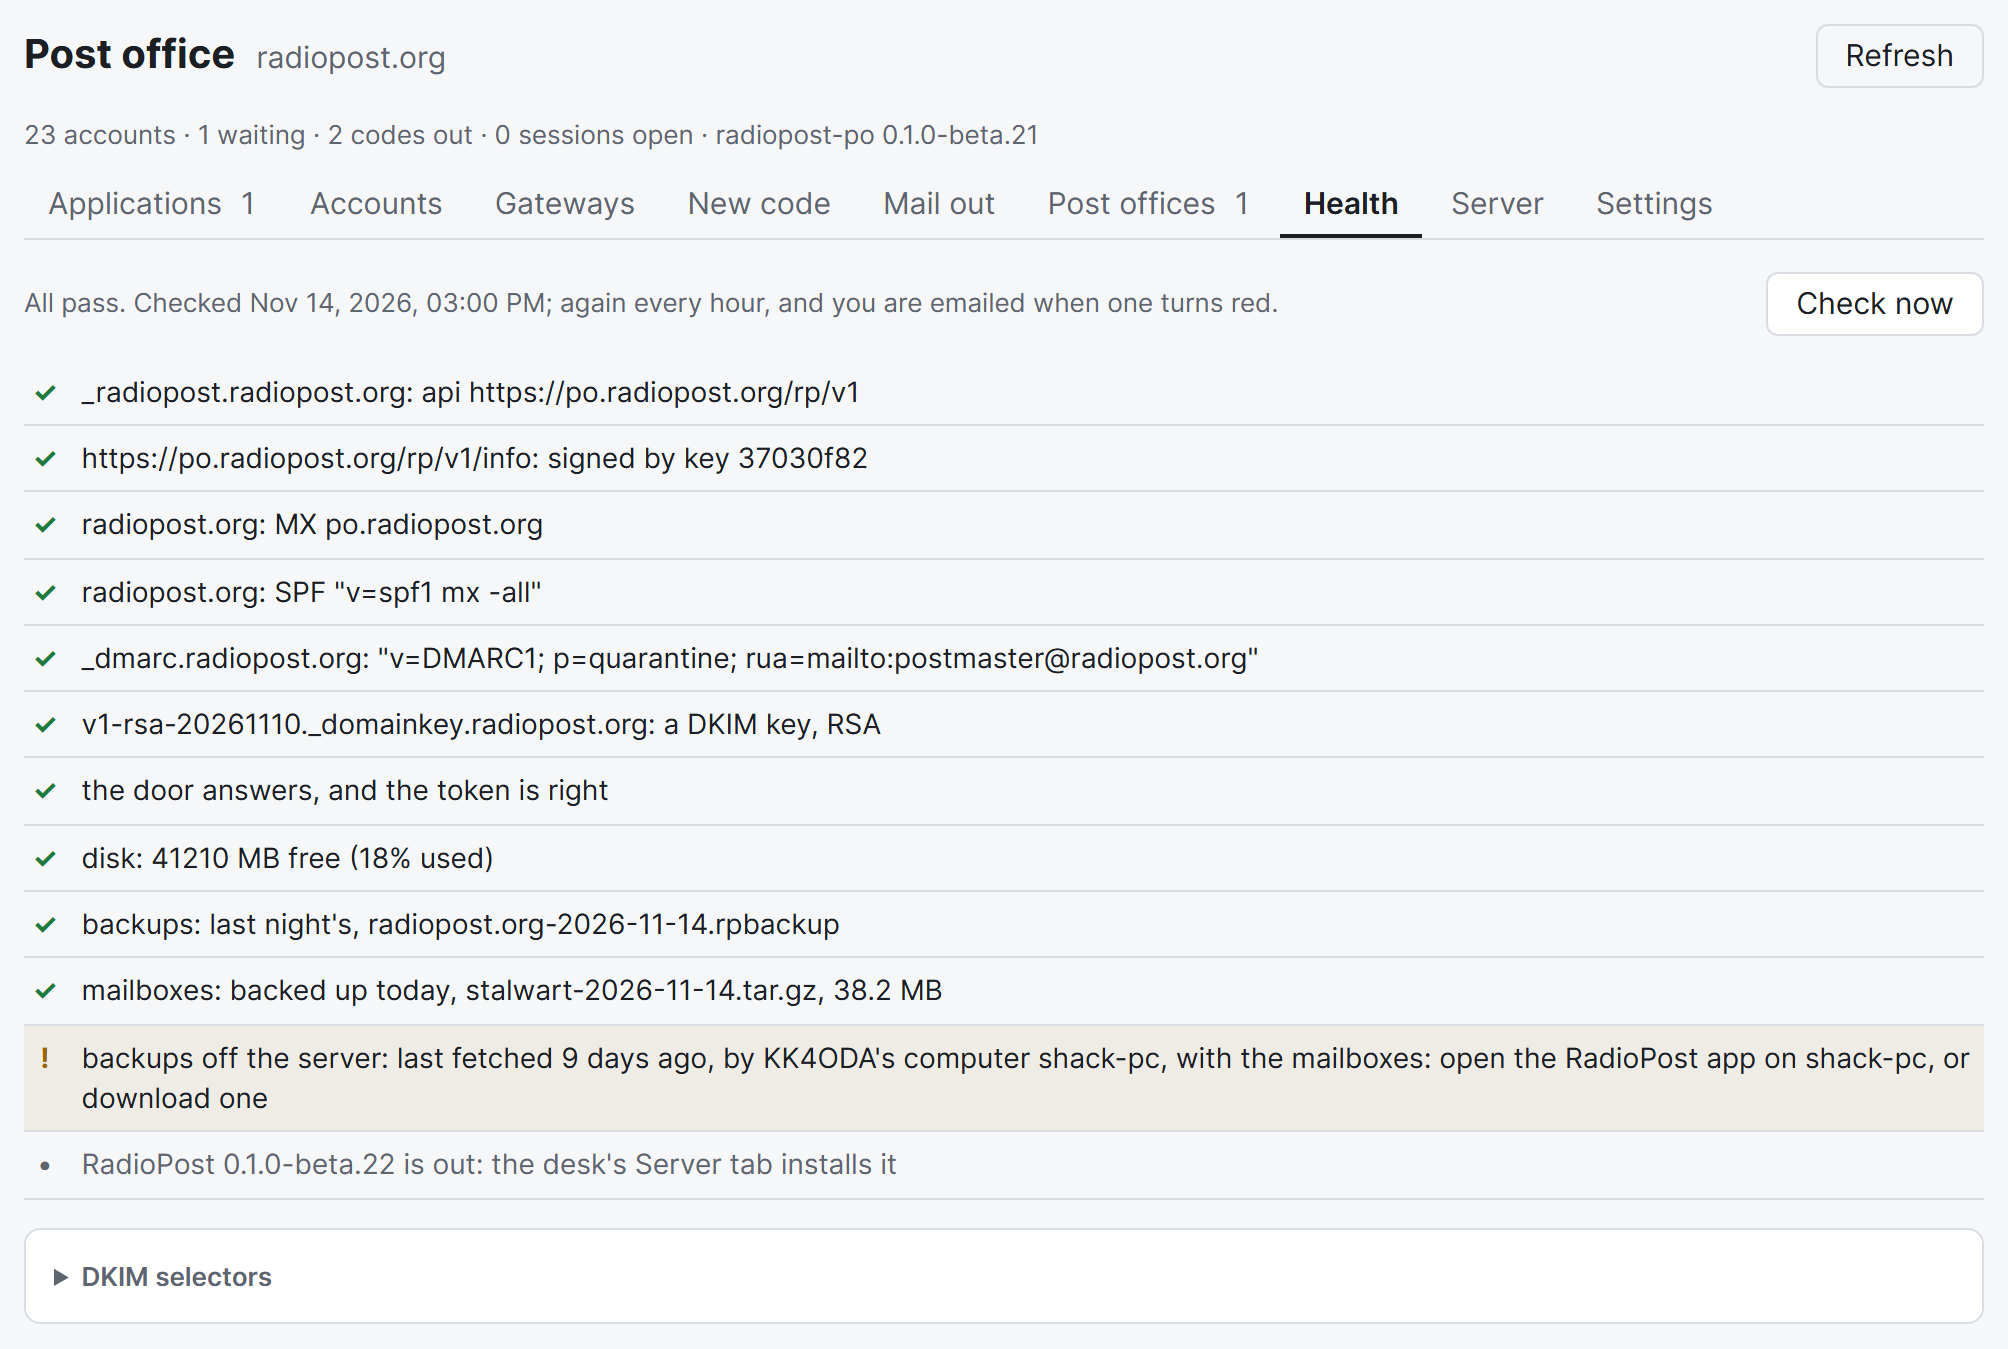 Post office radiopost.org
Refresh
23 accounts · 1 waiting · 2 codes out · 0 sessions open · radiopost-po 0.1.0-beta.21
Applications 1 Accounts Gateways New code Mail out Post offices 1 Health Server Settings
All pass. Checked Nov 14, 2026, 03:00 PM; again every hour, and you are emailed when one turns red.
Check now
✓ _radiopost.radiopost.org: api https://po.radiopost.org/rp/v1
✓ https://po.radiopost.org/rp/v1/info: signed by key 37030f82
✓ radiopost.org: MX po.radiopost.org
✓ radiopost.org: SPF "v=spf1 mx -all"
✓ _dmarc.radiopost.org: "v=DMARC1; p=quarantine; rua=mailto:postmaster@radiopost.org"
✓ v1-rsa-20261110._domainkey.radiopost.org: a DKIM key, RSA
✓ the door answers, and the token is right
✓ disk: 41210 MB free (18% used)
✓ backups: last night's, radiopost.org-2026-11-14.rpbackup
✓ mailboxes: backed up today, stalwart-2026-11-14.tar.gz, 38.2 MB
! backups off the server: last fetched 9 days ago, by KK4ODA's computer shack-pc, with the mailboxes: open the RadioPost app on shack-pc, or
download one
• RadioPost 0.1.0-beta.22 is out: the desk's Server tab installs it
▶ DKIM selectors